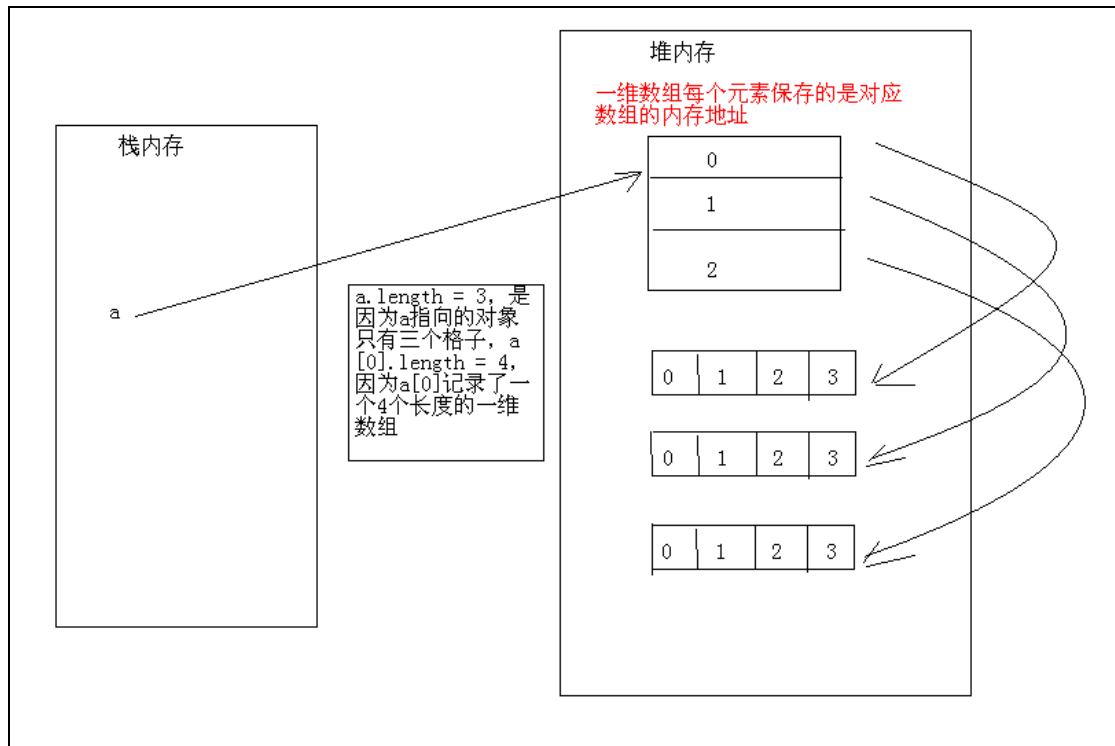 堆内存
一维数组每个元素保存的是对应
数组的内存地址
栈内存
0
1
2
a
a.length = 3, 是
因为a指向的对象
只有三个格子, a
[0].length = 4,
因为a[0]记录了一
个4个长度的一维
数组
0 1 2 3
0 1 2 3
0 1 2 3